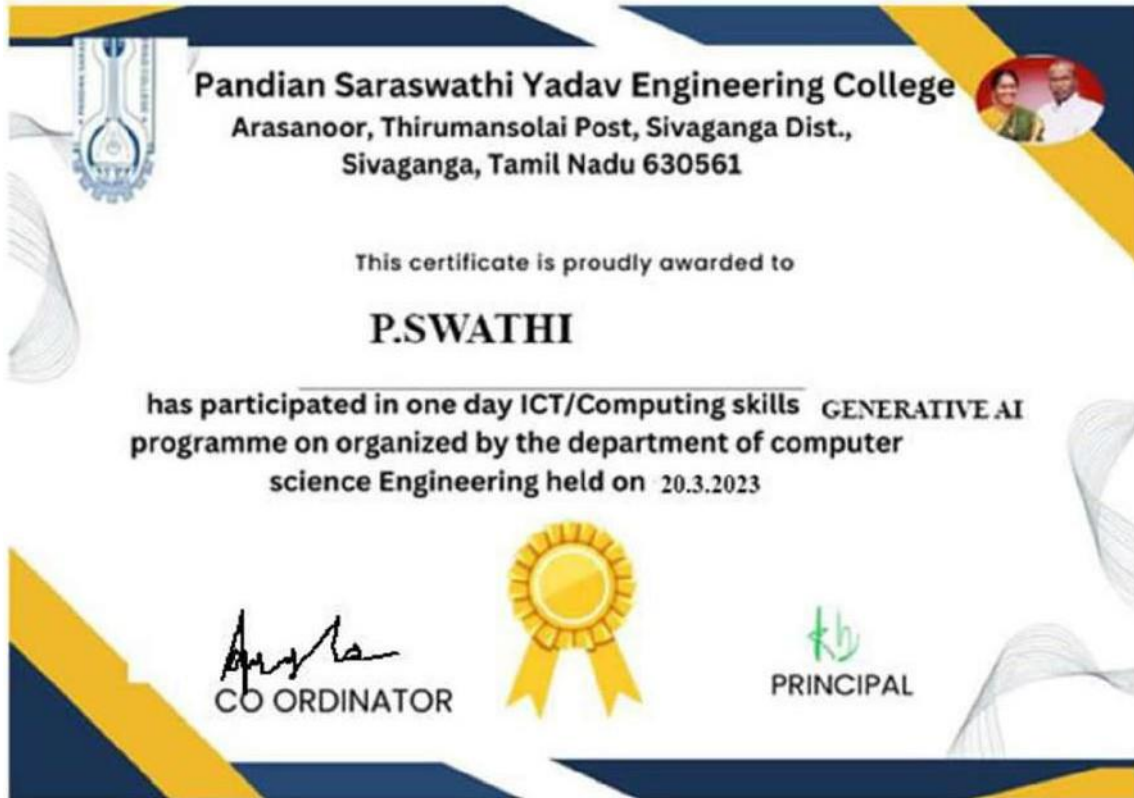 Pandian Saraswathi Yadav Engineering College
Arasanoor, Thirumansolai Post, Sivaganga Dist.,
Sivaganga, Tamil Nadu 630561
This certificate is proudly awarded to
P.SWATHI
has participated in one day ICT/Computing skills GENERATIVE AI
programme on organized by the department of computer
science Engineering held on 20.3.2023
CO ORDINATOR
PRINCIPAL